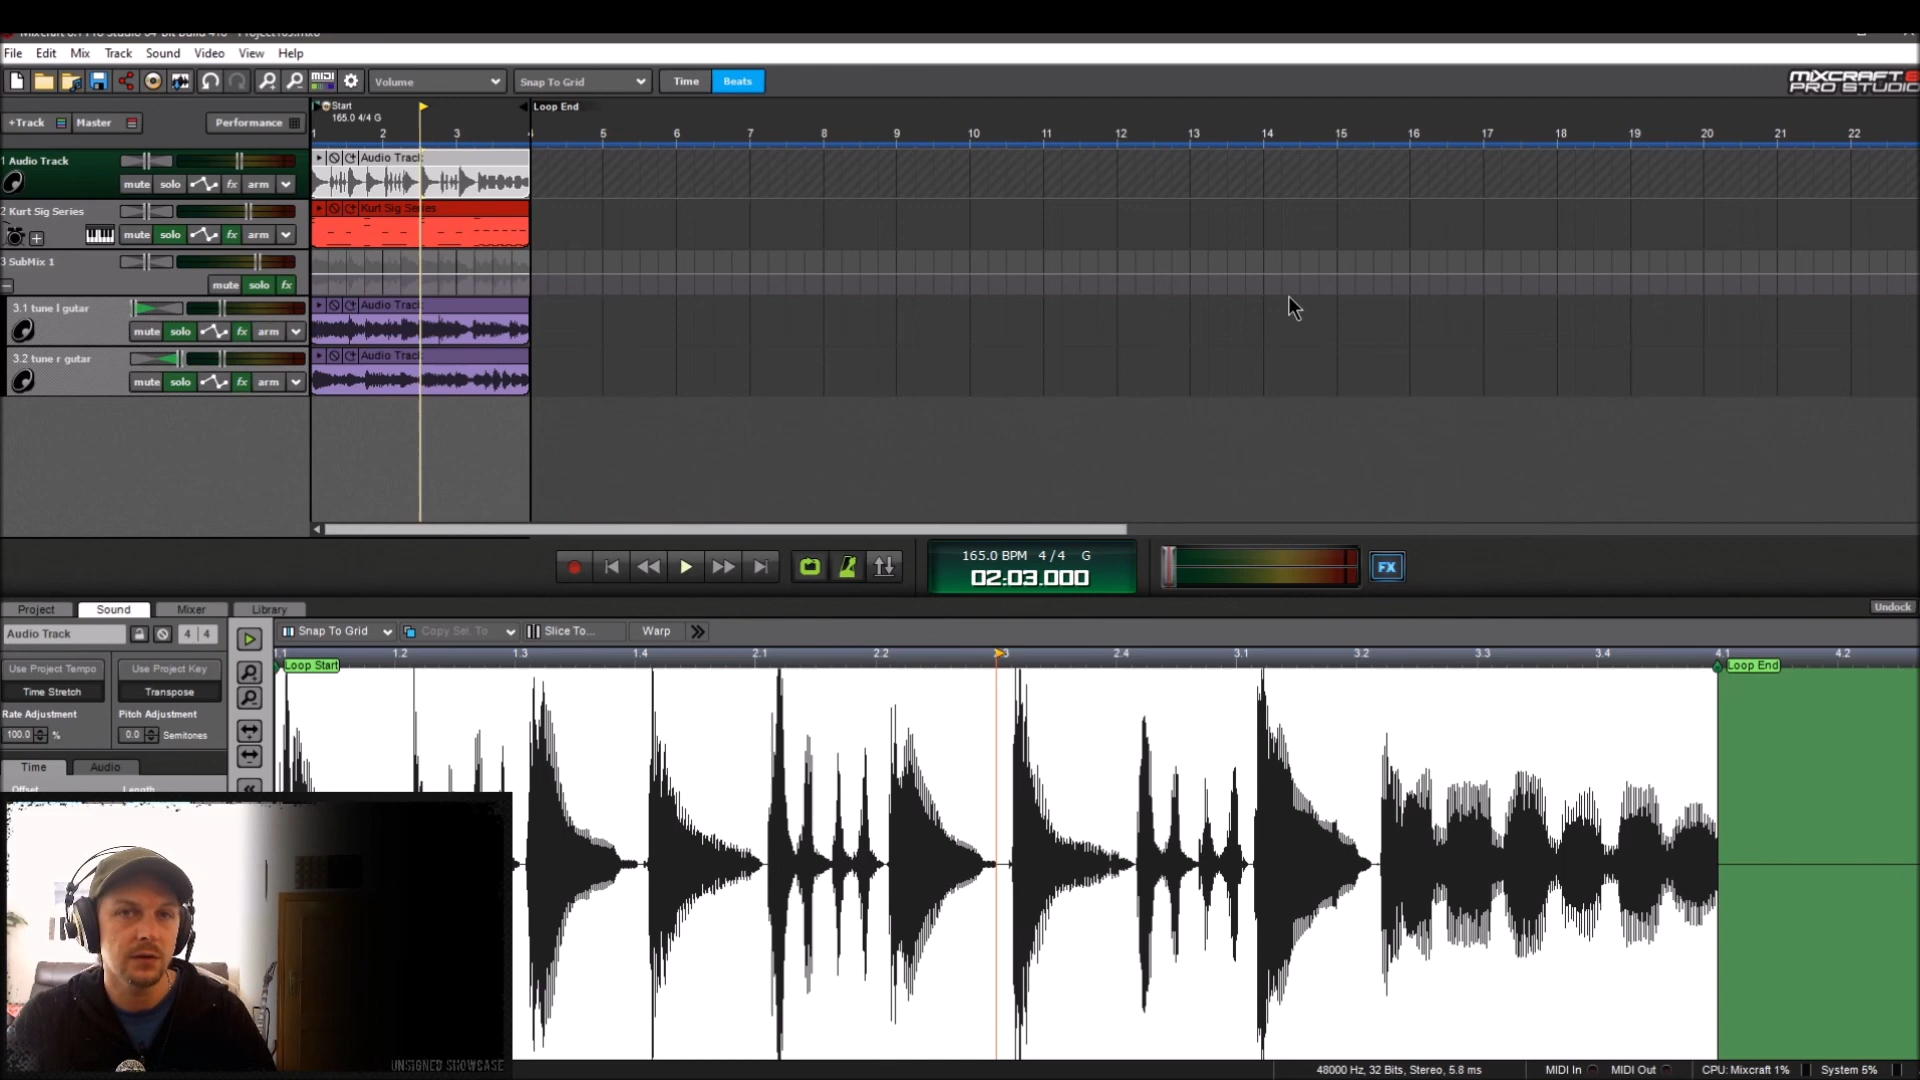 File Edit Mix Track Sound Video View Help
MIDI Volume Snap To Grid Time Beats
MIXCRAFT 8
PRO STUDIO
+Track Master Performance
Start
165.0 4/4 G
Loop End
1 2 3 4 5 6 7 8 9 10 11 12 13 14 15 16 17 18 19 20 21 22
1 Audio Track
mute solo fx arm
Audio Track
2 Kurt Sig Series
mute solo fx arm
Kurt Sig Series
3 SubMix 1
mute solo fx
3.1 tune l gutar
mute solo fx arm
Audio Track
3.2 tune r gutar
mute solo fx arm
Audio Track
165.0 BPM 4/4 G
02:03.000
FX
Project Sound Mixer Library
Undock
Audio Track 4 4
Snap To Grid Copy Sel. To Slice To... Warp
1.1 1.2 1.3 1.4 2.1 2.2 2.4 3.1 3.2 3.3 3.4 4.1 4.2
Loop Start
Loop End
Use Project Tempo Use Project Key
Time Stretch Transpose
Rate Adjustment Pitch Adjustment
100.0 % 0.0 Semitones
Time Audio
Offset Length
UNSIGNED SHOWCASE
48000 Hz, 32 Bits, Stereo, 5.8 ms MIDI In MIDI Out CPU: Mixcraft 1% System 5%